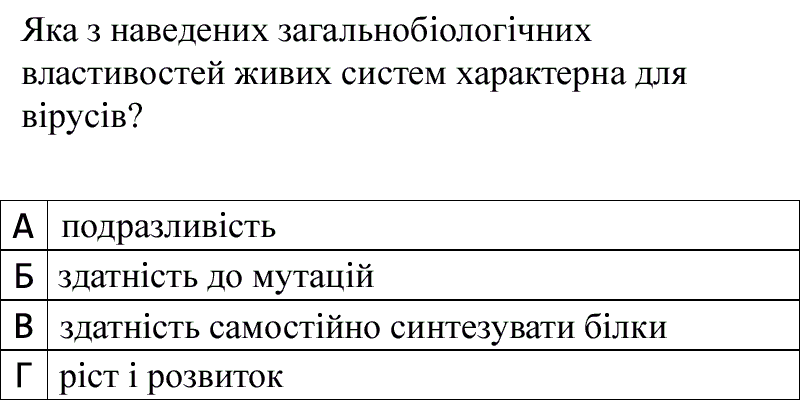 Яка з наведених загальнобіологічних
властивостей живих систем характерна для
вірусів?
А подразливість
Б здатність до мутацій
В здатність самостійно синтезувати білки
Г ріст і розвиток